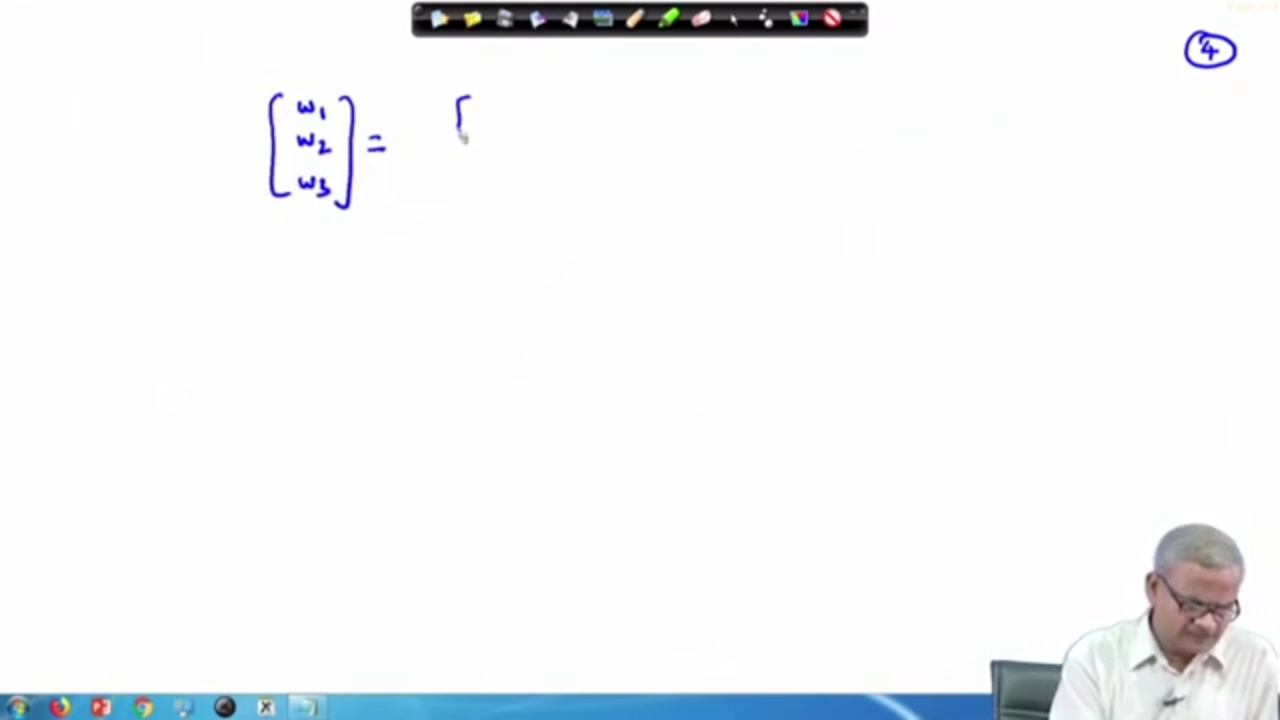 4
[ w1 ] = [
[ w2 ]
[ w3 ]